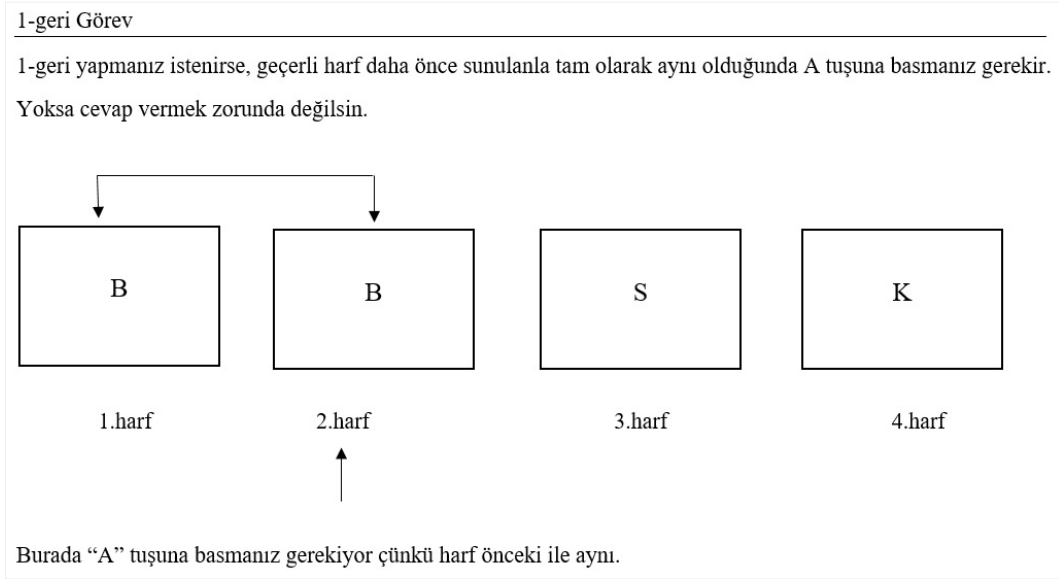 1-geri Görev
1-geri yapmanız istenirse, geçerli harf daha önce sunulanla tam olarak aynı olduğunda A tuşuna basmanız gerekir.
Yoksa cevap vermek zorunda değilsin.
B B S K
1.harf 2.harf 3.harf 4.harf
Burada “A” tuşuna basmanız gerekiyor çünkü harf önceki ile aynı.